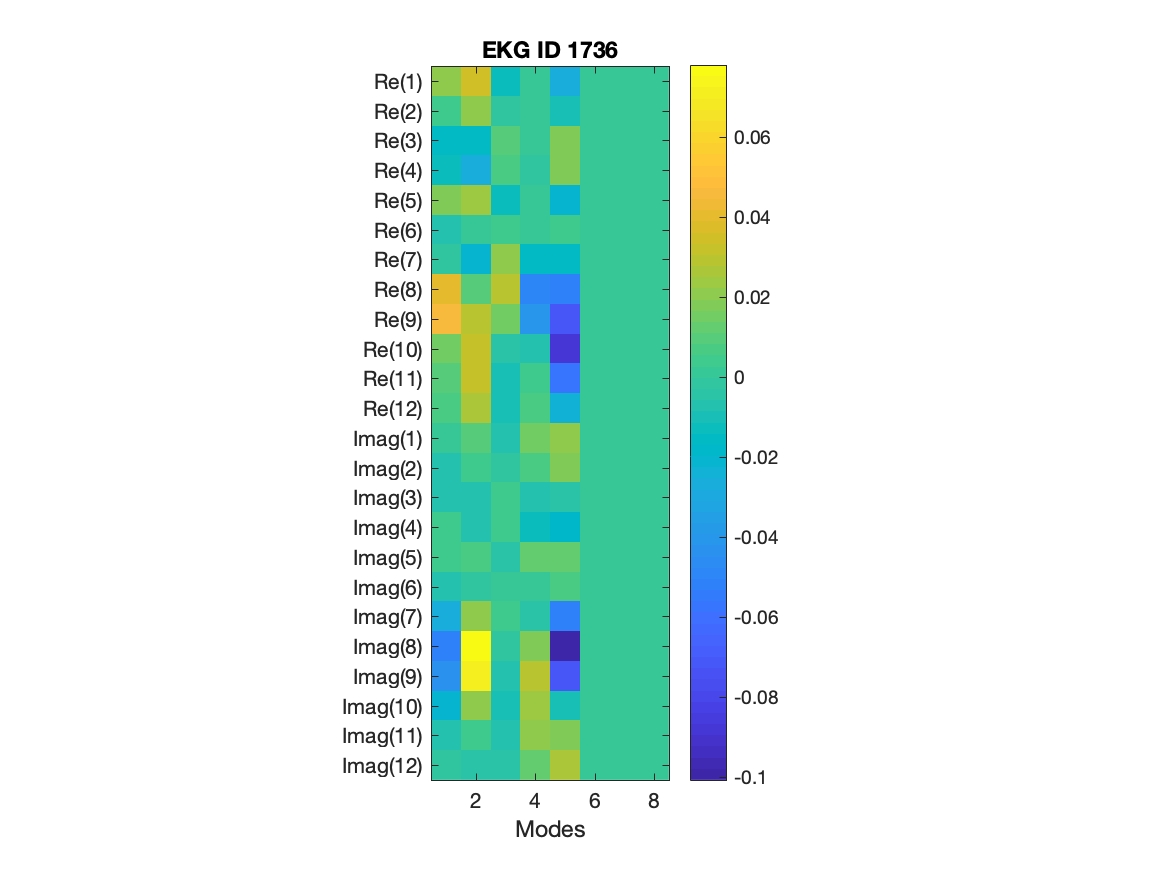 EKG ID 1736
Re(1)
Re(2)
Re(3)
Re(4)
Re(5)
Re(6)
Re(7)
Re(8)
Re(9)
Re(10)
Re(11)
Re(12)
Imag(1)
Imag(2)
Imag(3)
Imag(4)
Imag(5)
Imag(6)
Imag(7)
Imag(8)
Imag(9)
Imag(10)
Imag(11)
Imag(12)
2 4 6 8
Modes
0.06
0.04
0.02
0
-0.02
-0.04
-0.06
-0.08
-0.1